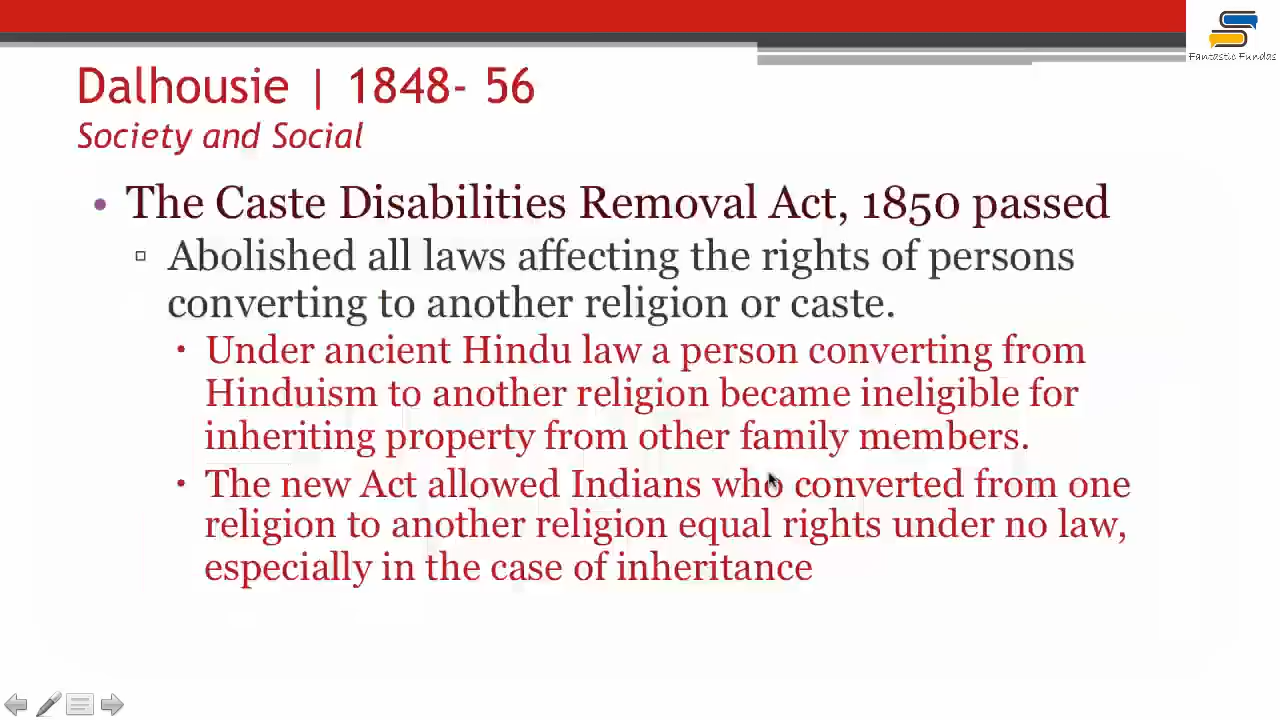 Fantastic Fundas
Dalhousie | 1848- 56
Society and Social
• The Caste Disabilities Removal Act, 1850 passed
▫ Abolished all laws affecting the rights of persons
converting to another religion or caste.
• Under ancient Hindu law a person converting from
Hinduism to another religion became ineligible for
inheriting property from other family members.
• The new Act allowed Indians who converted from one
religion to another religion equal rights under no law,
especially in the case of inheritance